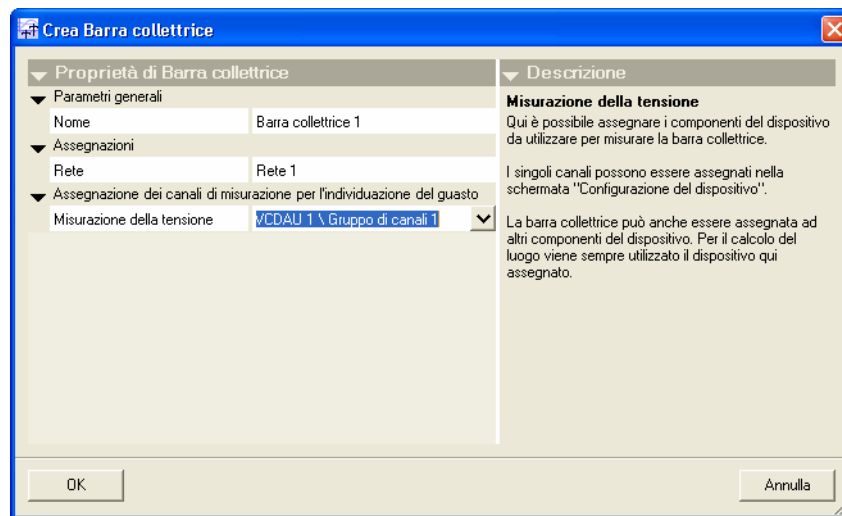 Crea Barra collettrice
Proprietà di Barra collettrice
Parametri generali
Nome Barra collettrice 1
Assegnazioni
Rete Rete 1
Assegnazione dei canali di misurazione per l'individuazione del guasto
Misurazione della tensione VCDAU 1 \ Gruppo di canali 1
Descrizione
Misurazione della tensione
Qui è possibile assegnare i componenti del dispositivo
da utilizzare per misurare la barra collettrice.
I singoli canali possono essere assegnati nella
schermata "Configurazione del dispositivo".
La barra collettrice può anche essere assegnata ad
altri componenti del dispositivo. Per il calcolo del
luogo viene sempre utilizzato il dispositivo qui
assegnato.
OK
Annulla